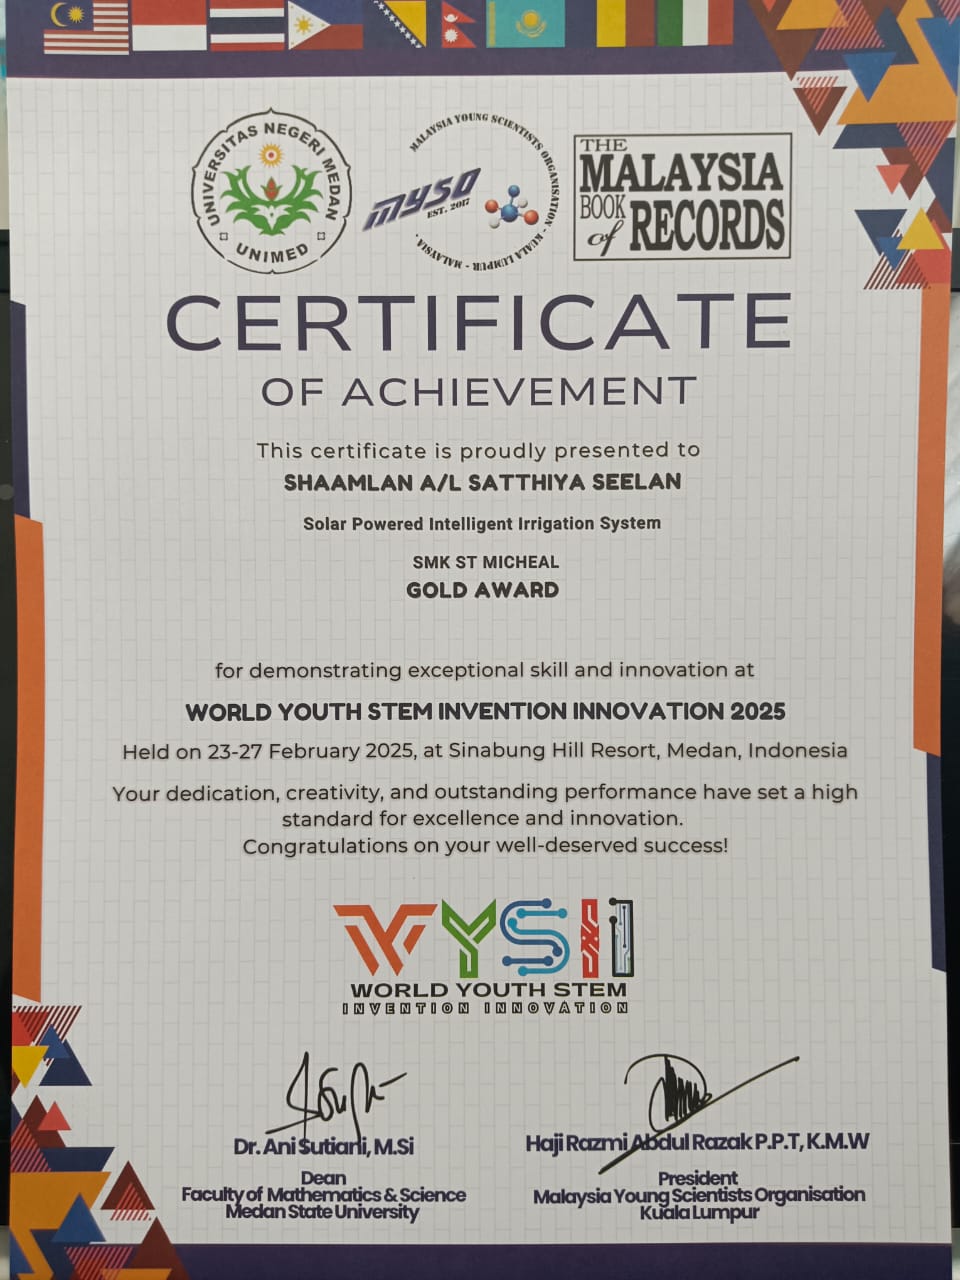 UNIVERSITAS NEGERI MEDAN
UNIMED
MALAYSIA YOUNG SCIENTISTS ORGANISATION - KUALA LUMPUR - MALAYSIA.
MYSO
EST. 2017
THE
MALAYSIA
BOOK
of
RECORDS
CERTIFICATE
OF ACHIEVEMENT
This certificate is proudly presented to
SHAAMLAN A/L SATTHIYA SEELAN
Solar Powered Intelligent Irrigation System
SMK ST MICHEAL
GOLD AWARD
for demonstrating exceptional skill and innovation at
WORLD YOUTH STEM INVENTION INNOVATION 2025
Held on 23-27 February 2025, at Sinabung Hill Resort, Medan, Indonesia
Your dedication, creativity, and outstanding performance have set a high
standard for excellence and innovation.
Congratulations on your well-deserved success!
WYSII
WORLD YOUTH STEM
INVENTION INNOVATION
Dr. Ani Sutiani, M.Si
Dean
Faculty of Mathematics & Science
Medan State University
Haji Razmi Abdul Razak P.P.T, K.M.W
President
Malaysia Young Scientists Organisation
Kuala Lumpur